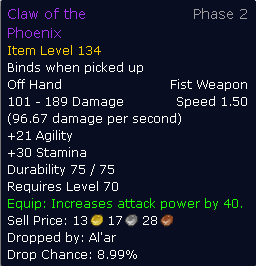 Claw of the Phoenix Phase 2
Item Level 134
Binds when picked up
Off Hand Fist Weapon
101 - 189 Damage Speed 1.50
(96.67 damage per second)
+21 Agility
+30 Stamina
Durability 75 / 75
Requires Level 70
Equip: Increases attack power by 40.
Sell Price: 13 17 28
Dropped by: Al'ar
Drop Chance: 8.99%